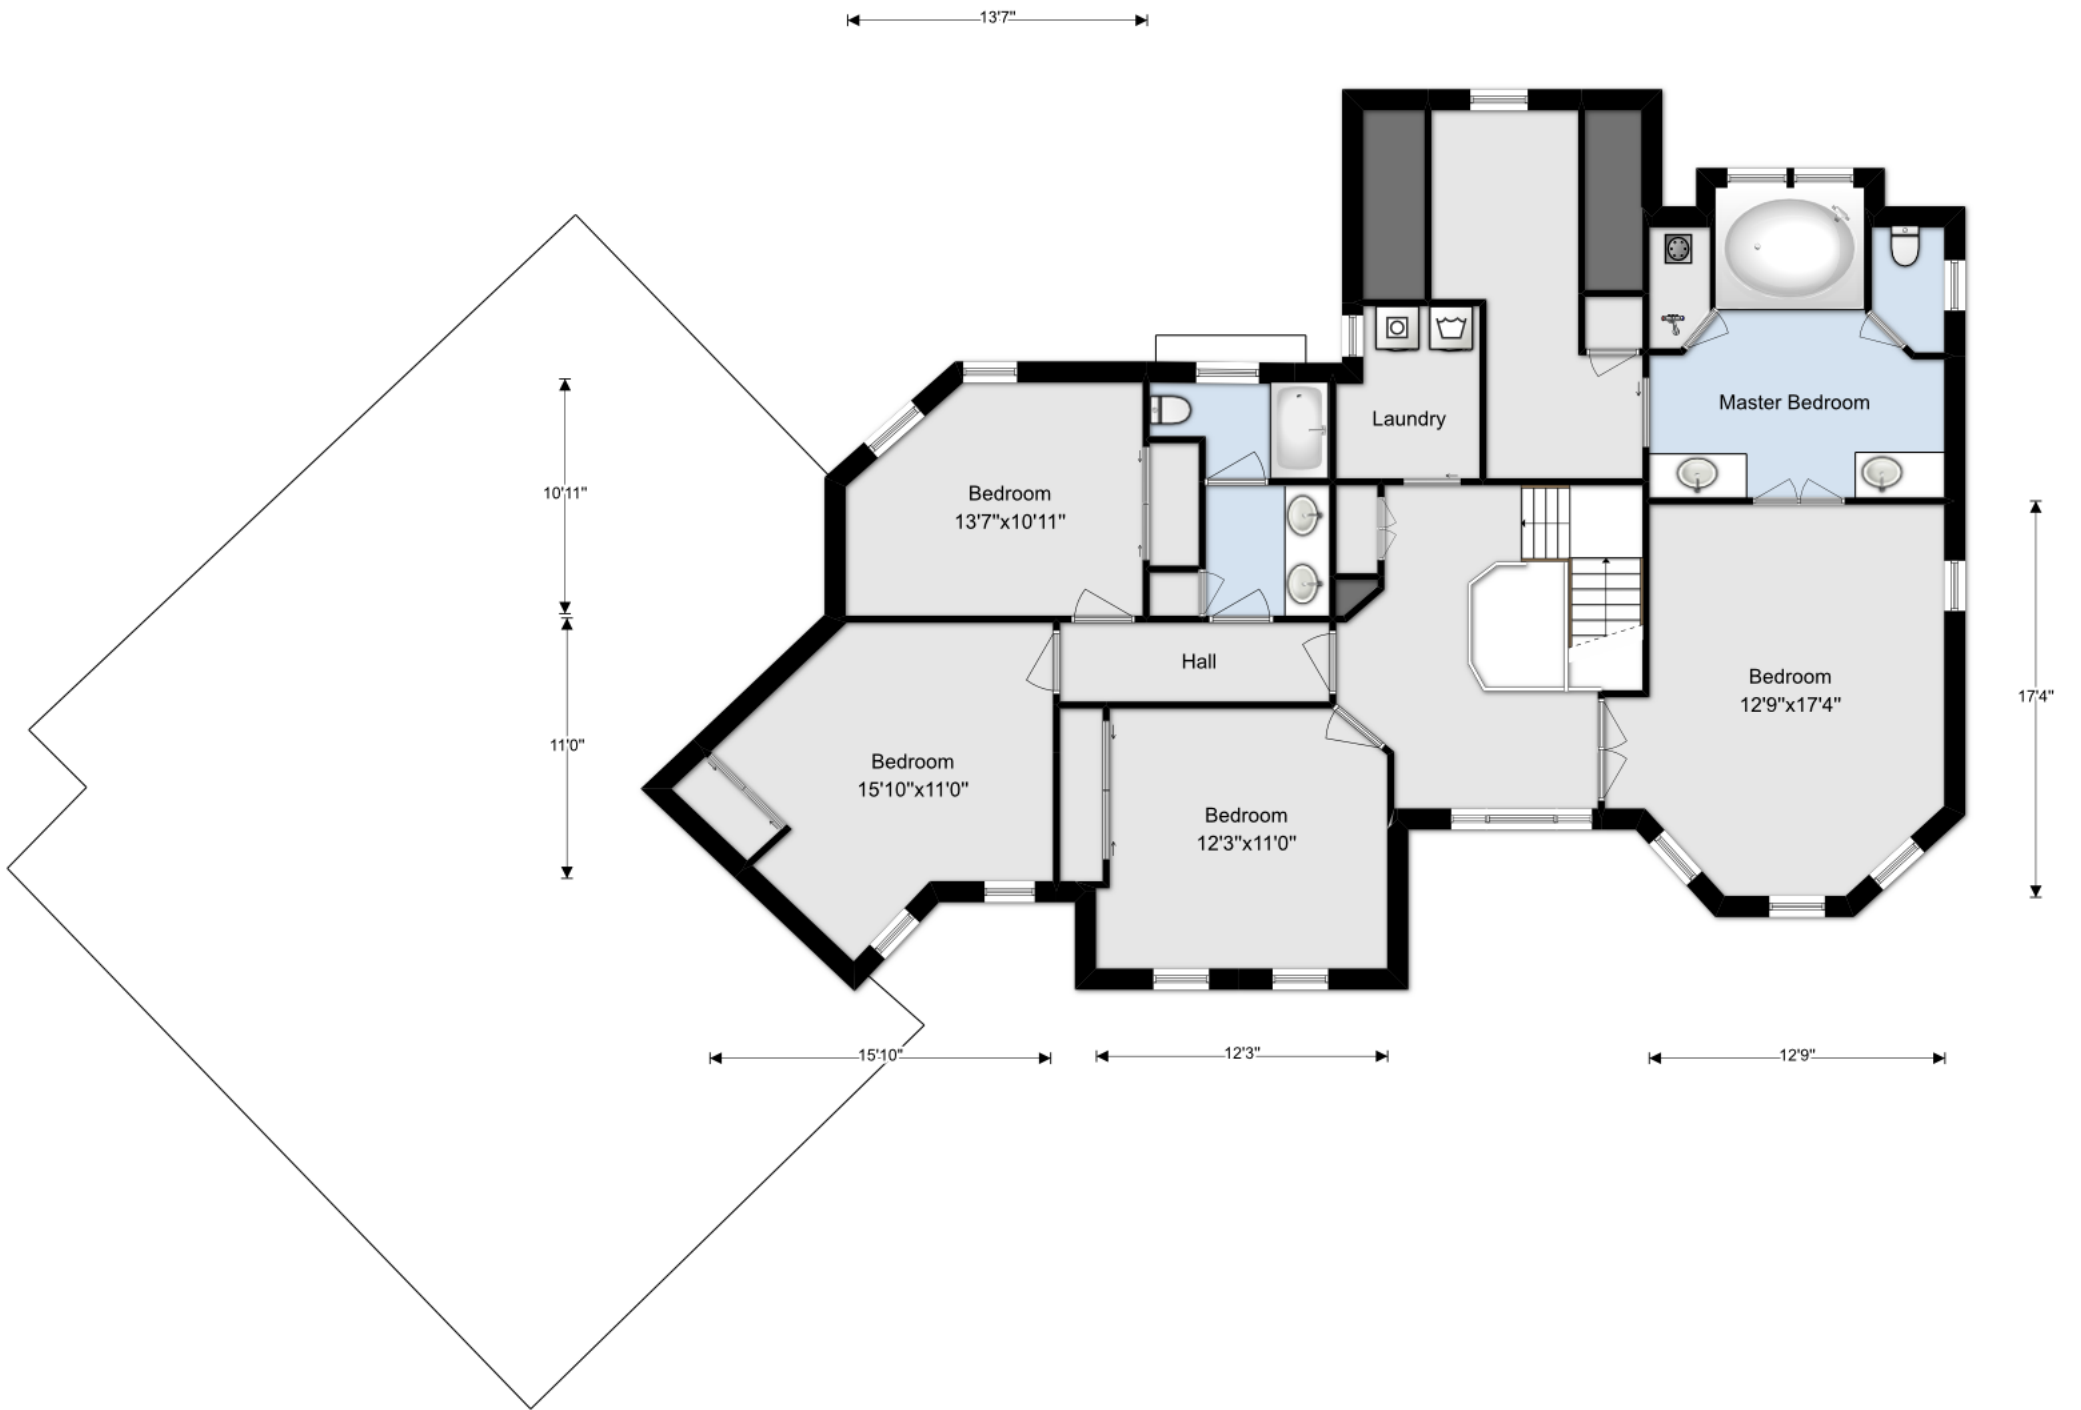 13'7"
Master Bedroom
Laundry
10'11"
Bedroom
13'7"x10'11"
Hall
Bedroom
12'9"x17'4"
17'4"
11'0"
Bedroom
15'10"x11'0"
Bedroom
12'3"x11'0"
15'10"
12'3"
12'9"